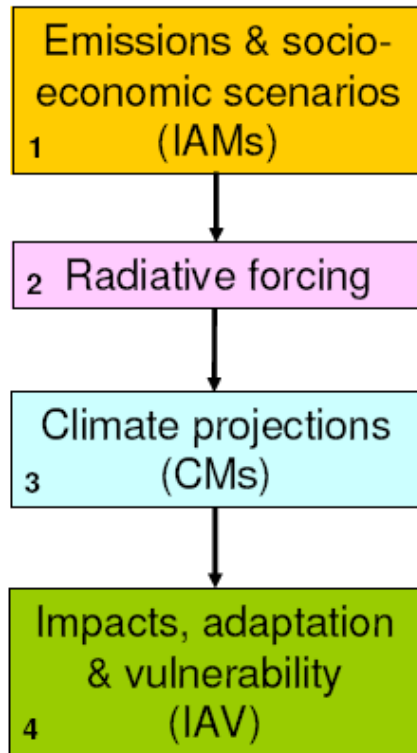 Emissions & socio-
economic scenarios
(IAMs)
1
2 Radiative forcing
Climate projections
(CMs)
3
Impacts, adaptation
& vulnerability
(IAV)
4